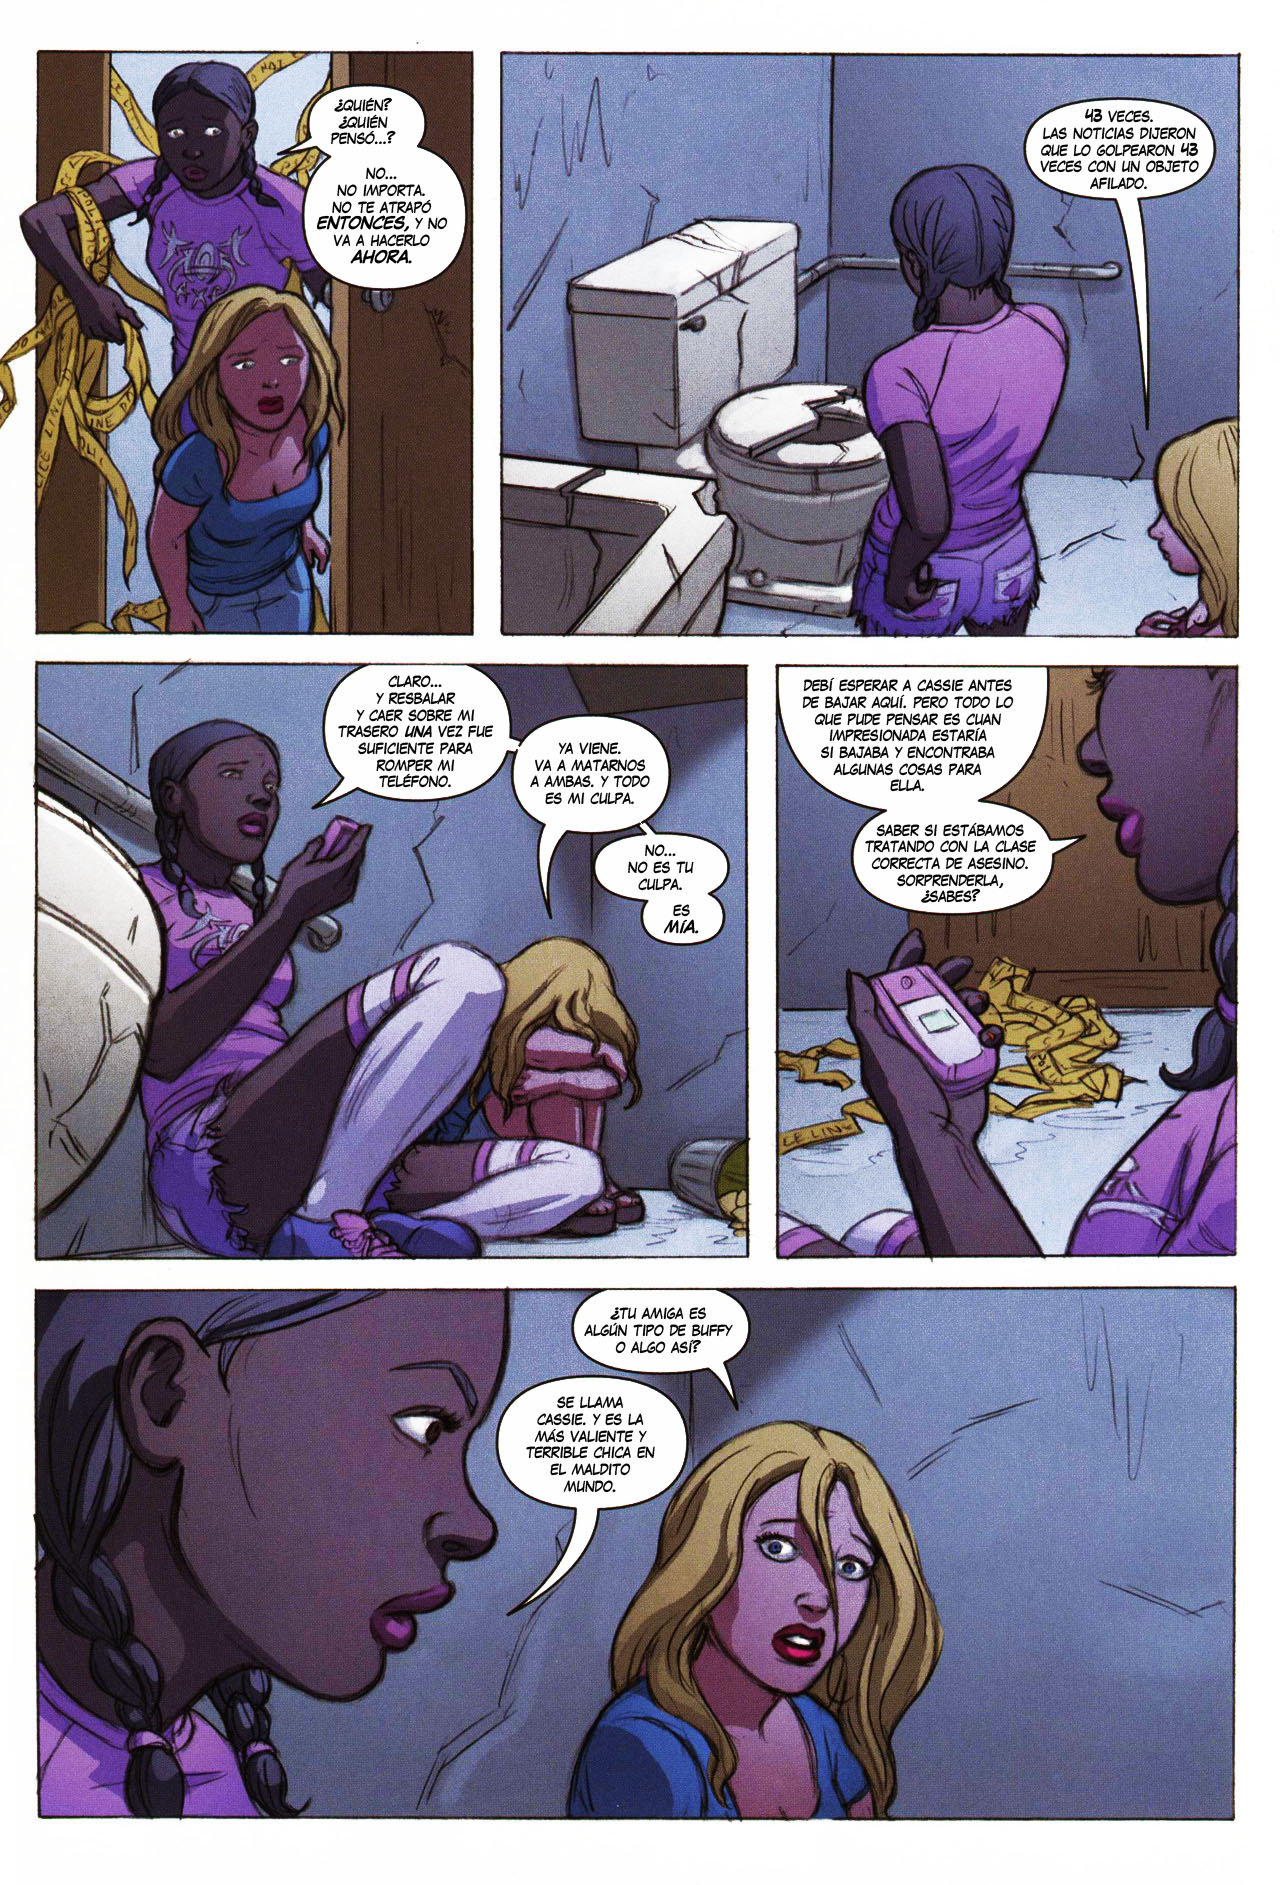 ¿QUIÉN?
¿QUIÉN
PENSÓ...?
NO...
NO IMPORTA.
NO TE ATRAPÓ
ENTONCES, Y NO
VA A HACERLO
AHORA.
43 VECES.
LAS NOTICIAS DIJERON
QUE LO GOLPEARON 43
VECES CON UN OBJETO
AFILADO.
CLARO...
Y RESBALAR
Y CAER SOBRE MI
TRASERO UNA VEZ FUE
SUFICIENTE PARA
ROMPER MI
TELÉFONO.
YA VIENE.
VA A MATARNOS
A AMBAS. Y TODO
ES MI CULPA.
NO...
NO ES TU
CULPA.
ES
MÍA.
DEBÍ ESPERAR A CASSIE ANTES
DE BAJAR AQUÍ. PERO TODO LO
QUE PUDE PENSAR ES CUAN
IMPRESIONADA ESTARÍA
SI BAJABA Y ENCONTRABA
ALGUNAS COSAS PARA
ELLA.
SABER SI ESTÁBAMOS
TRATANDO CON LA CLASE
CORRECTA DE ASESINO.
SORPRENDERLA,
¿SABES?
CE LINE
¿TU AMIGA ES
ALGÚN TIPO DE BUFFY
O ALGO ASÍ?
SE LLAMA
CASSIE. Y ES LA
MÁS VALIENTE Y
TERRIBLE CHICA EN
EL MALDITO
MUNDO.